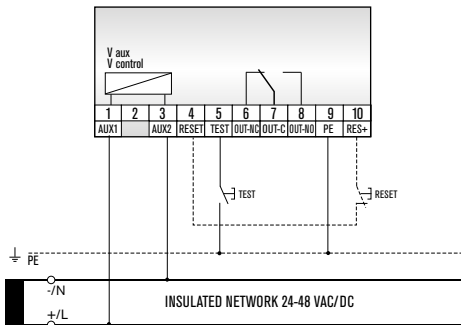 V aux
V control
1 2 3 4 5 6 7 8 9 10
AUX1 AUX2 RESET TEST OUT-NC OUT-C OUT-NO PE RES+
TEST
RESET
PE
-/N
INSULATED NETWORK 24-48 VAC/DC
+/L